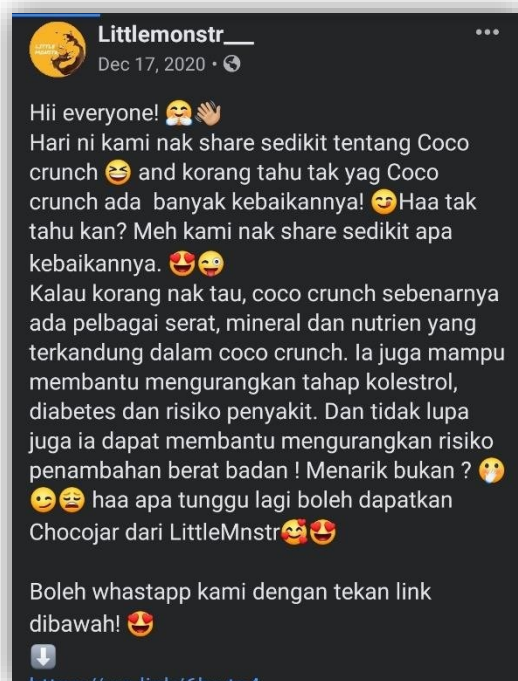 Littlemonstr___
Dec 17, 2020 •
Hii everyone! 🤗👋🏼
Hari ni kami nak share sedikit tentang Coco
crunch 😆 and korang tahu tak yag Coco
crunch ada banyak kebaikannya! 😋Haa tak
tahu kan? Meh kami nak share sedikit apa
kebaikannya. 😍😜
Kalau korang nak tau, coco crunch sebenarnya
ada pelbagai serat, mineral dan nutrien yang
terkandung dalam coco crunch. Ia juga mampu
membantu mengurangkan tahap kolestrol,
diabetes dan risiko penyakit. Dan tidak lupa
juga ia dapat membantu mengurangkan risiko
penambahan berat badan ! Menarik bukan ? 🤭
😉😩 haa apa tunggu lagi boleh dapatkan
Chocojar dari LittleMnstr🥰😍
Boleh whastapp kami dengan tekan link
dibawah! 😍
⬇️